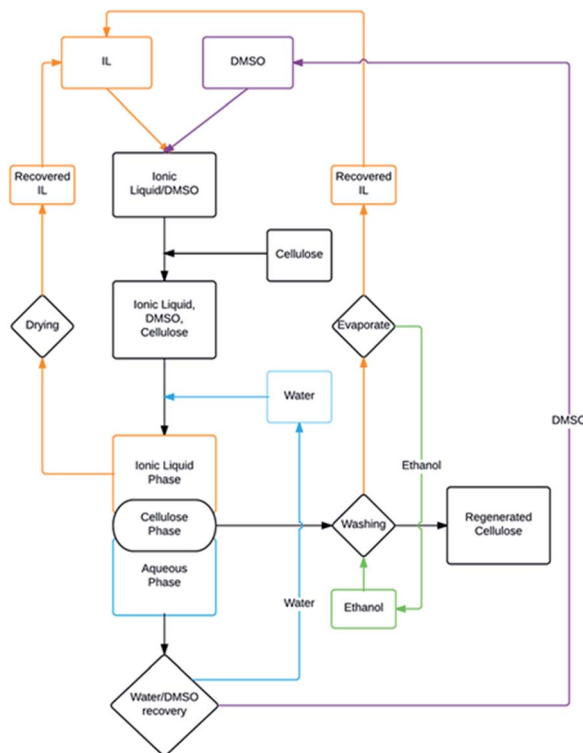 IL
DMSO
Recovered
IL
Ionic
Liquid/DMSO
Recovered
IL
Cellulose
Drying
Ionic Liquid,
DMSO,
Cellulose
Evaporate
Water
DMSO
Ionic Liquid
Phase
Ethanol
Cellulose
Phase
Washing
Regenerated
Cellulose
Aqueous
Phase
Water
Ethanol
Water/DMSO
recovery